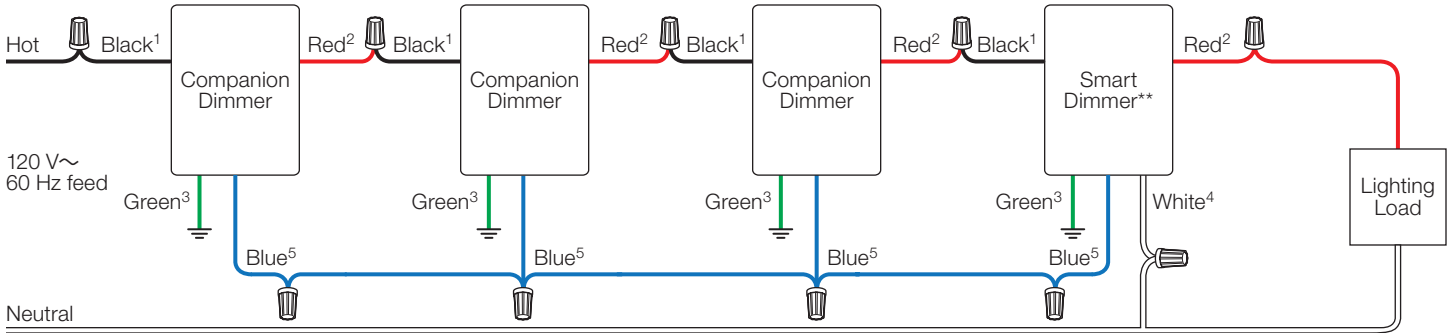 Hot
Black¹
Red²
Black¹
Red²
Black¹
Red²
Black¹
Red²
Companion
Dimmer
Companion
Dimmer
Companion
Dimmer
Smart
Dimmer**
120 V~
60 Hz feed
Green³
Green³
Green³
Green³
White⁴
Lighting
Load
Blue⁵
Blue⁵
Blue⁵
Blue⁵
Neutral